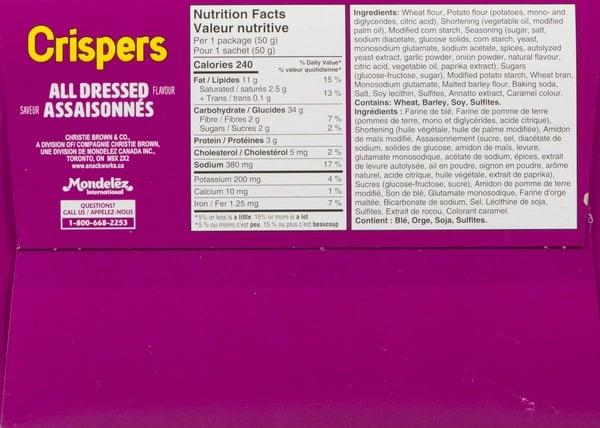 Crispers
ALL DRESSED FLAVOUR
SAVEUR ASSAISONNÉS
CHRISTIE BROWN & CO.,
A DIVISION OF/ COMPAGNIE CHRISTIE BROWN,
UNE DIVISION DE MONDELEZ CANADA INC.,
TORONTO, ON M8X 2X2
www.snackworks.ca
Mondelēz
International
QUESTIONS?
CALL US / APPELEZ-NOUS
1-800-668-2253
Nutrition Facts
Valeur nutritive
Per 1 package (50 g)
Pour 1 sachet (50 g)
Calories 240
% Daily Value*
% valeur quotidienne*
Fat / Lipides 11 g 15 %
Saturated / saturés 2.5 g
+ Trans / trans 0.1 g 13 %
Carbohydrate / Glucides 34 g
Fibre / Fibres 2 g 7 %
Sugars / Sucres 2 g 2 %
Protein / Protéines 3 g
Cholesterol / Cholestérol 5 mg 2 %
Sodium 380 mg 17 %
Potassium 200 mg 4 %
Calcium 10 mg 1 %
Iron / Fer 1.25 mg 7 %
*5% or less is a little, 15% or more is a lot
*5 % ou moins c'est peu, 15 % ou plus c'est beaucoup
Ingredients: Wheat flour, Potato flour (potatoes, mono- and
diglycerides, citric acid), Shortening (vegetable oil, modified
palm oil), Modified corn starch, Seasoning (sugar, salt,
sodium diacetate, glucose solids, corn starch, yeast,
monosodium glutamate, sodium acetate, spices, autolyzed
yeast extract, garlic powder, onion powder, natural flavour,
citric acid, vegetable oil, paprika extract), Sugars
(glucose-fructose, sugar), Modified potato starch, Wheat bran,
Monosodium glutamate, Malted barley flour, Baking soda,
Salt, Soy lecithin, Sulfites, Annatto extract, Caramel colour.
Contains: Wheat, Barley, Soy, Sulfites.
Ingrédients : Farine de blé, Farine de pomme de terre
(pommes de terre, mono et diglycérides, acide citrique),
Shortening (huile végétale, huile de palme modifiée), Amidon
de maïs modifié, Assaisonnement (sucre, sel, diacétate de
sodium, solides de glucose, amidon de maïs, levure,
glutamate monosodique, acétate de sodium, épices, extrait
de levure autolysée, ail en poudre, oignon en poudre, arôme
naturel, acide citrique, huile végétale, extrait de paprika),
Sucres (glucose-fructose, sucre), Amidon de pomme de terre
modifié, Son de blé, Glutamate monosodique, Farine d'orge
maltée, Bicarbonate de sodium, Sel, Lécithine de soja,
Sulfites, Extrait de rocou, Colorant caramel.
Contient : Blé, Orge, Soja, Sulfites.